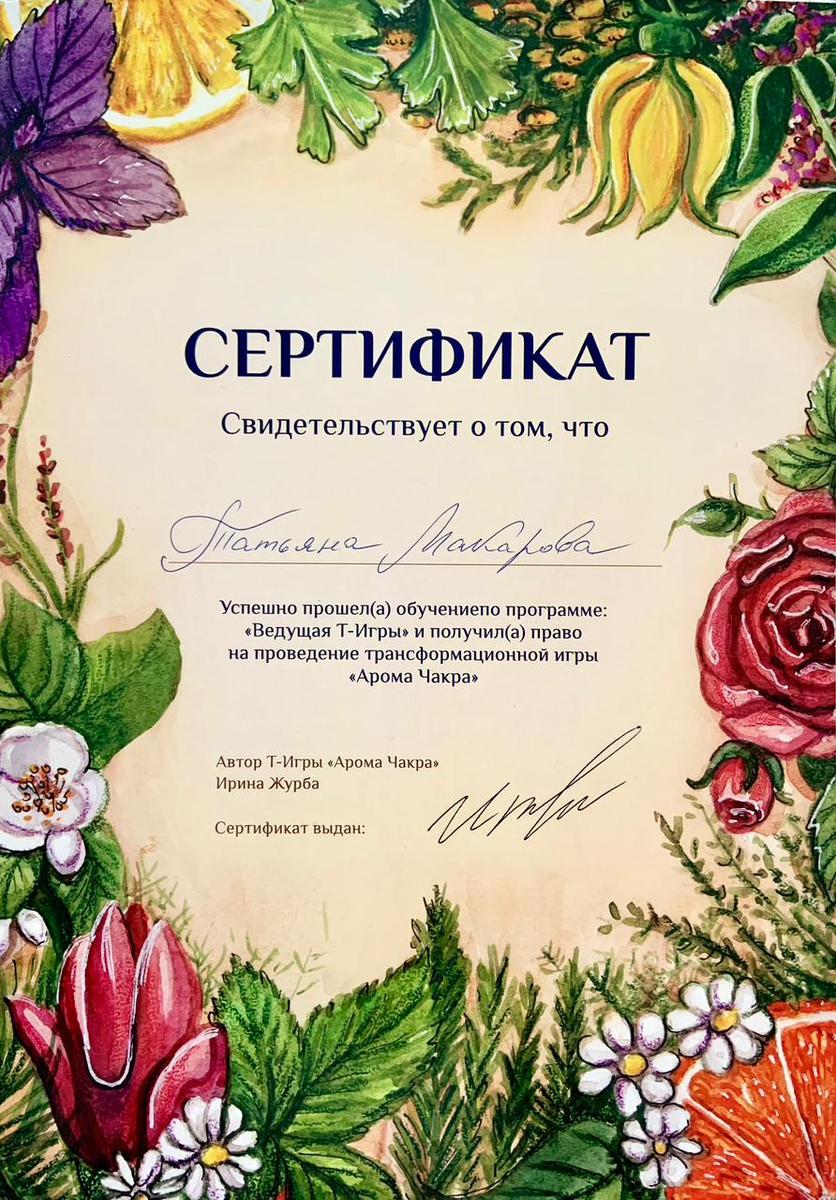 СЕРТИФИКАТ
Свидетельствует о том, что
Татьяна Макарова
Успешно прошел(а) обучениепо программе:
«Ведущая Т-Игры» и получил(а) право
на проведение трансформационной игры
«Арома Чакра»
Автор Т-Игры «Арома Чакра»
Ирина Журба
Сертификат выдан: